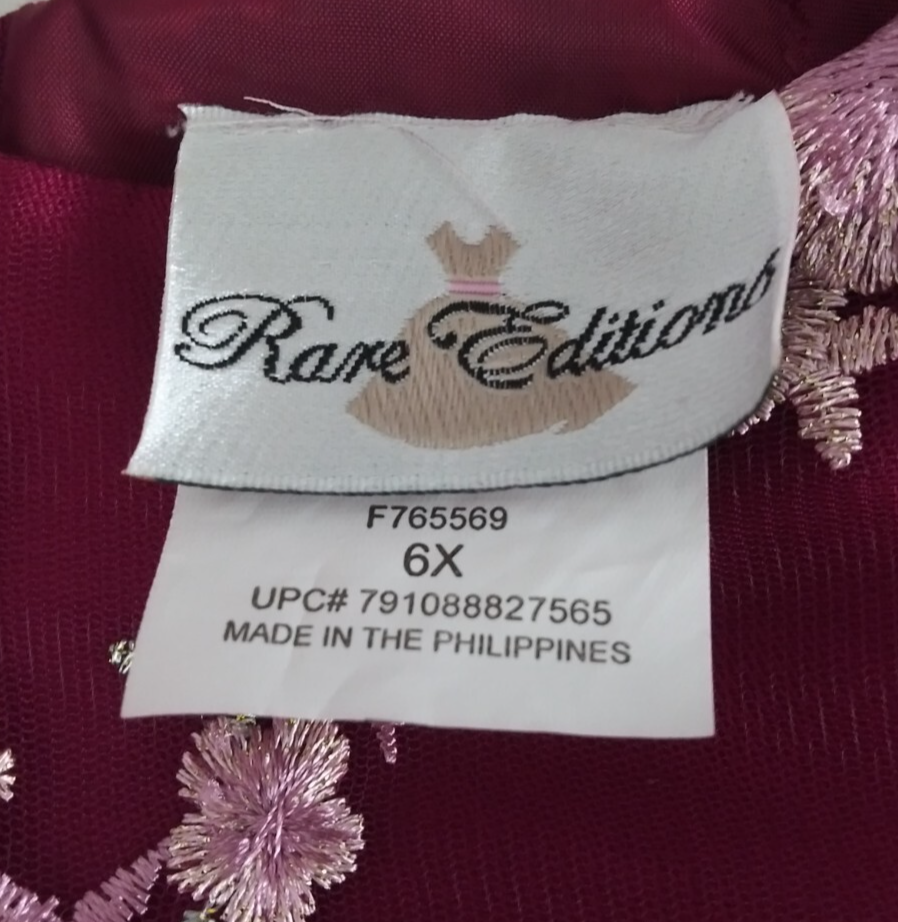 Rare Editions
F765569
6X
UPC# 791088827565
MADE IN THE PHILIPPINES